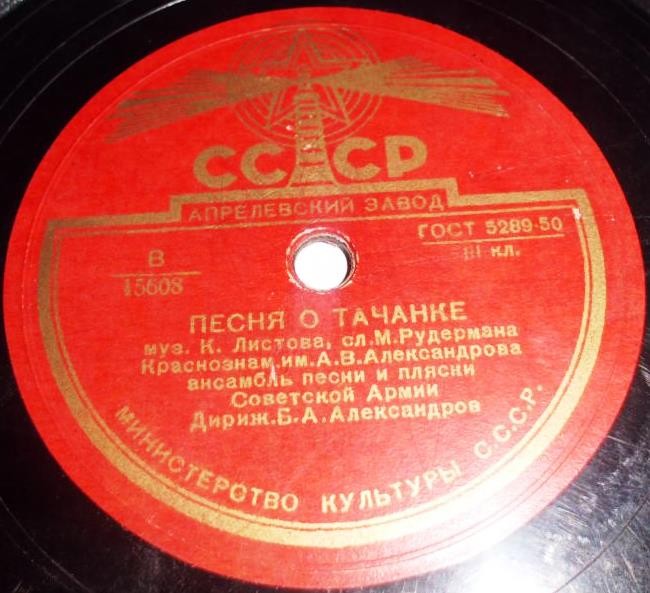 СССР
АПРЕЛЕВСКИЙ ЗАВОД
ГОСТ 5289-50
В
III кл.
15608
ПЕСНЯ О ТАЧАНКЕ
муз. К. Листова, сл.М.Рудермана
Краснознам.им.А.В.Александрова
ансамбль песни и пляски
Советской Армии
Дириж.Б.А.Александров
МИНИСТЕРСТВО КУЛЬТУРЫ С.С.С.Р.